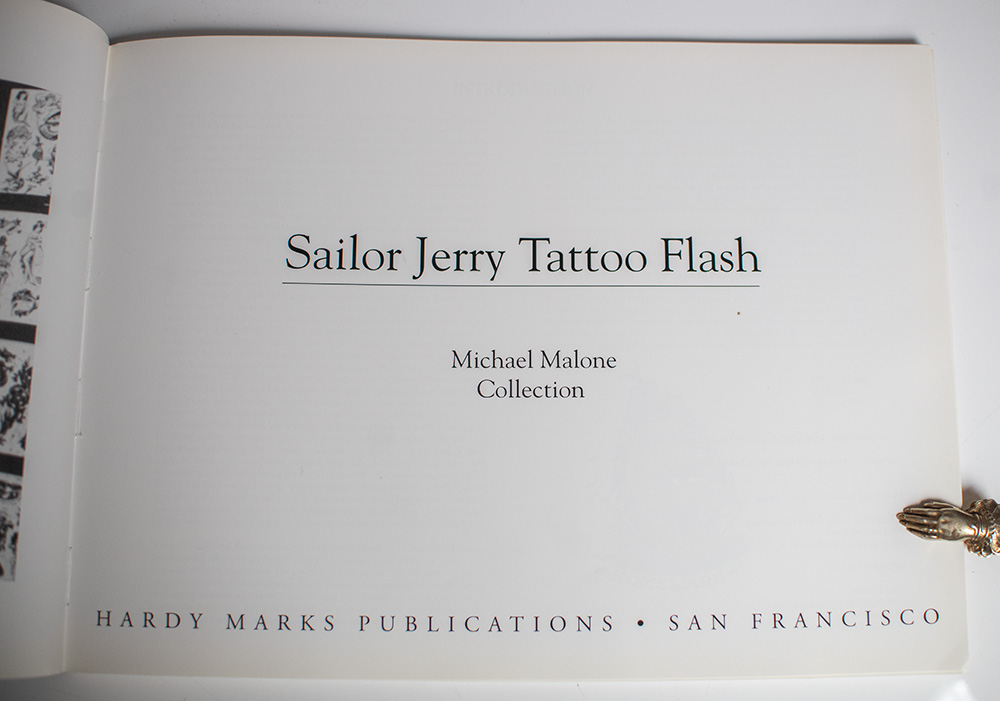 Sailor Jerry Tattoo Flash
Michael Malone
Collection
HARDY MARKS PUBLICATIONS • SAN FRANCISCO